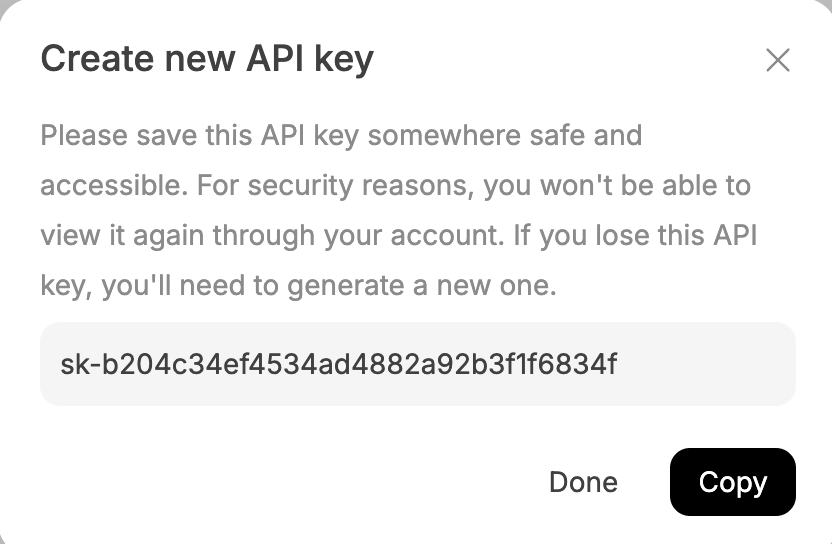 Create new API key
Please save this API key somewhere safe and
accessible. For security reasons, you won't be able to
view it again through your account. If you lose this API
key, you'll need to generate a new one.
sk-b204c34ef4534ad4882a92b3f1f6834f
Done
Copy